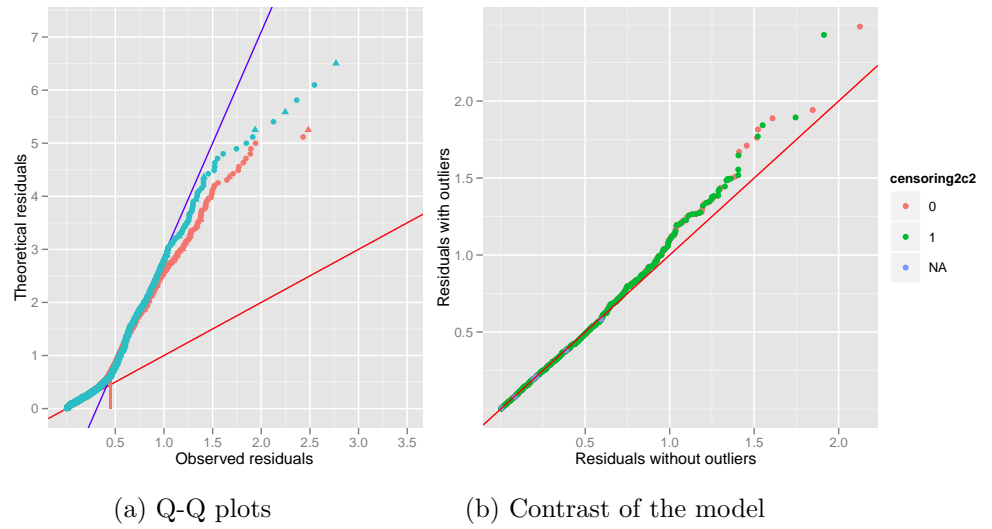 Theoretical residuals
7
6
5
4
3
2
1
0
0.5 1.0 1.5 2.0 2.5 3.0 3.5
Observed residuals
(a) Q-Q plots
Residuals with outliers
2.0
1.5
1.0
0.5
0.5 1.0 1.5 2.0
Residuals without outliers
censoring2c2
0
1
NA
(b) Contrast of the model